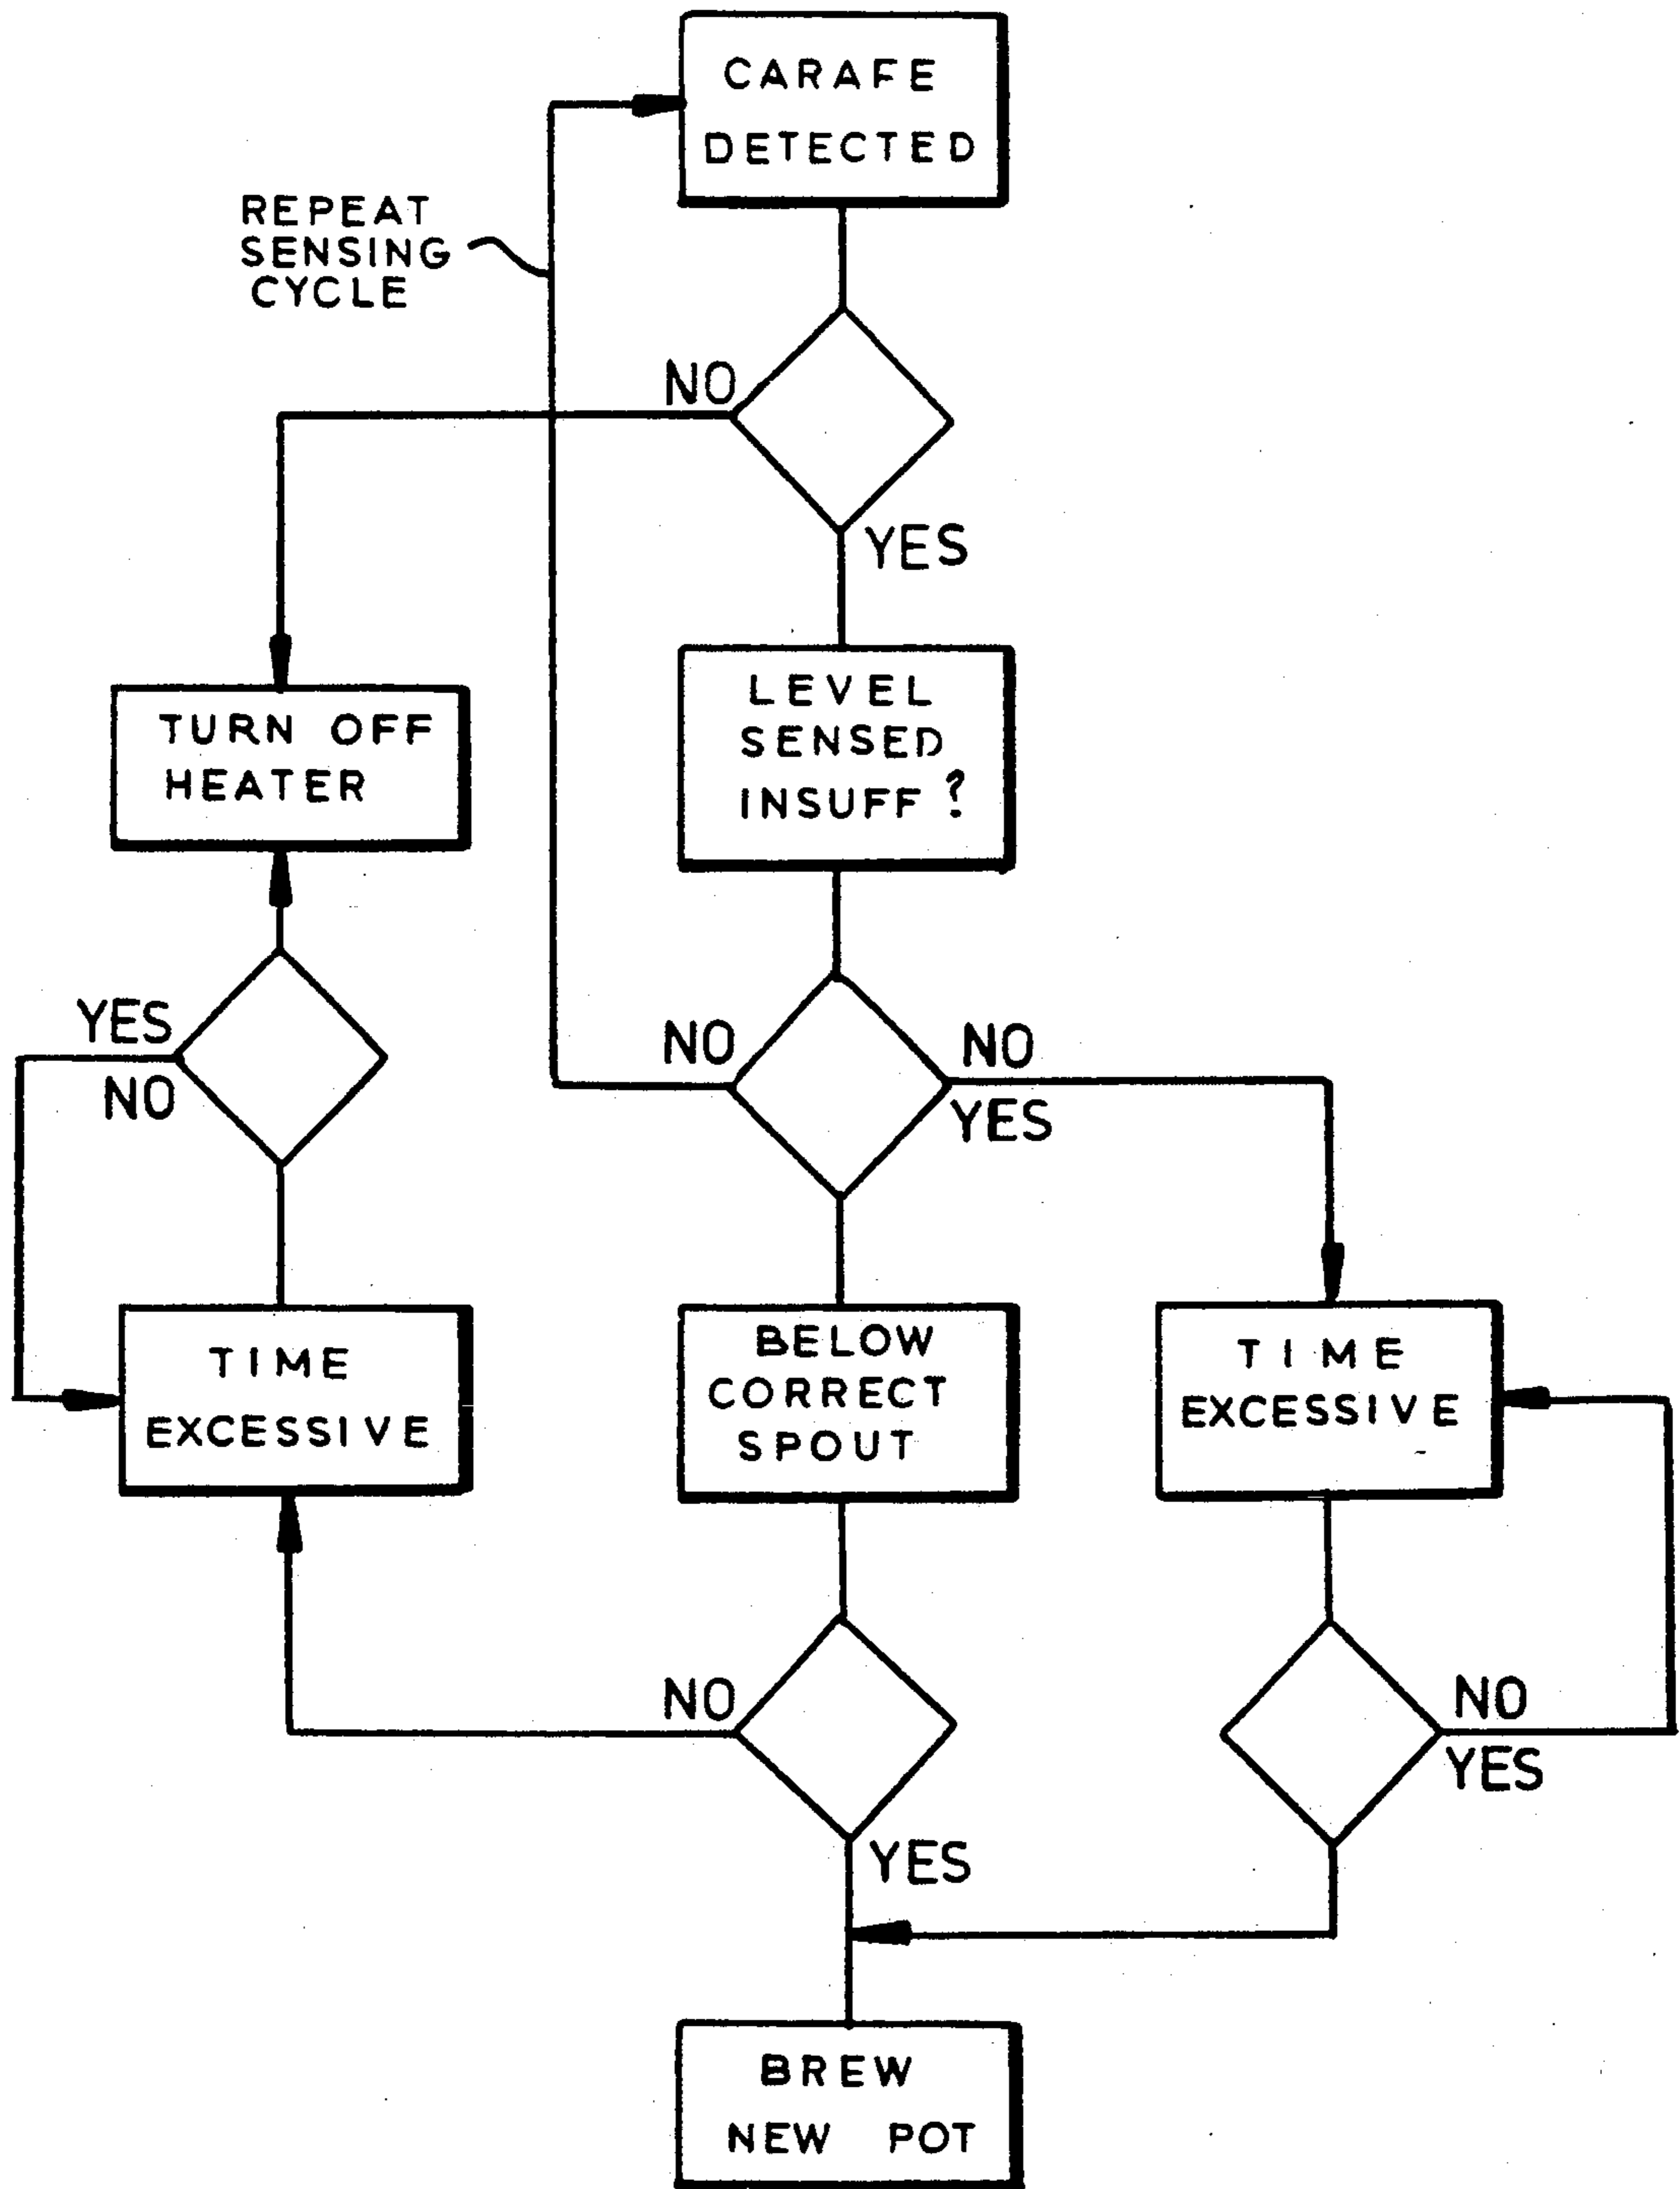 CARAFE
DETECTED
REPEAT
SENSING
CYCLE
NO
YES
TURN OFF
HEATER
LEVEL
SENSED
INSUFF ?
YES
NO
NO
NO
YES
TIME
EXCESSIVE
BELOW
CORRECT
SPOUT
TIME
EXCESSIVE
NO
YES
NO
YES
BREW
NEW POT